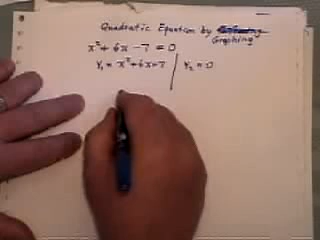 Quadratic Equation by
Graphing
x² + 6x - 7 = 0
Y₁ = x² + 6x - 7 | Y₂ = 0